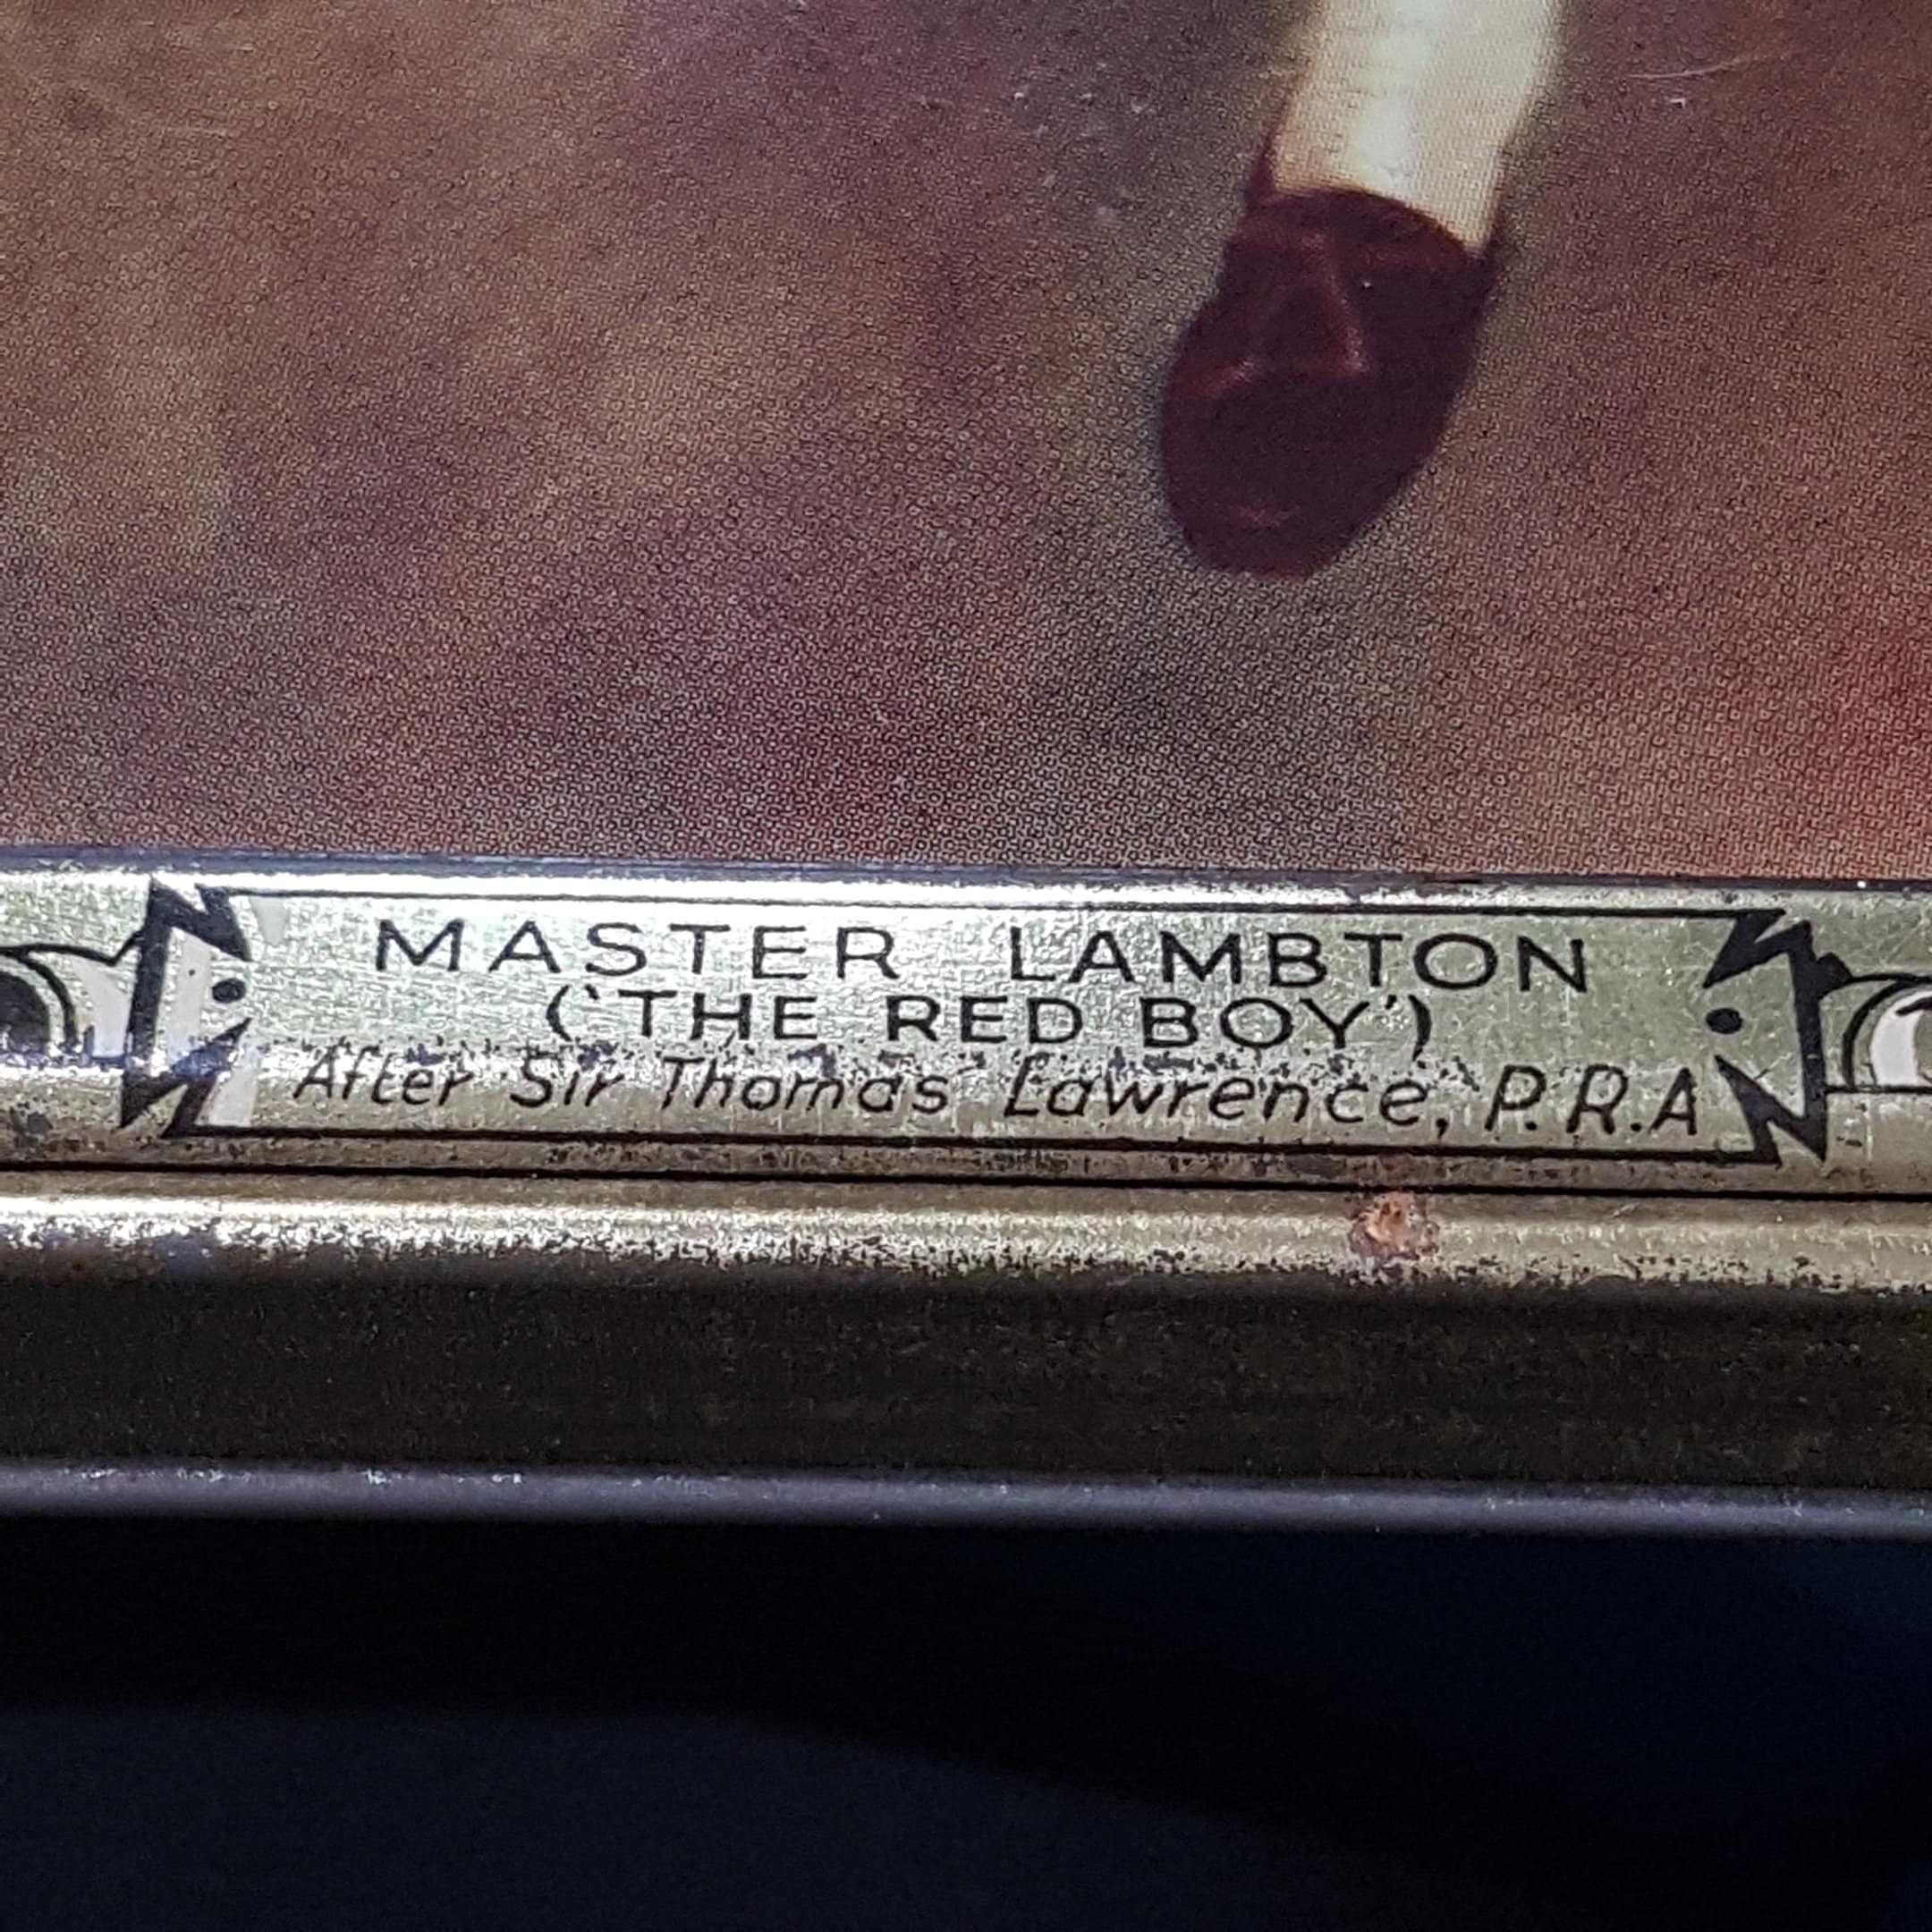 MASTER LAMBTON
('THE RED BOY')
After Sir Thomas Lawrence, P.R.A